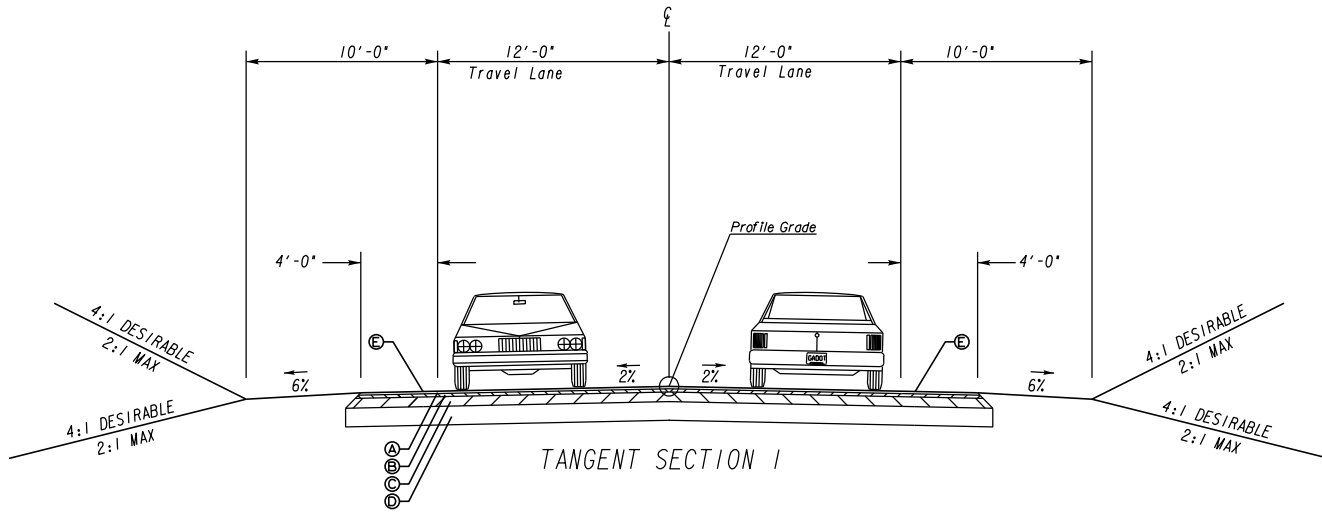 ℄
10'-0"
12'-0"
12'-0"
10'-0"
Travel Lane
Travel Lane
Profile Grade
4'-0"
4'-0"
4:1 DESIRABLE
2:1 MAX
4:1 DESIRABLE
2:1 MAX
E
E
GADOT
6%
2%
2%
6%
4:1 DESIRABLE
2:1 MAX
4:1 DESIRABLE
2:1 MAX
A
B
C
D
TANGENT SECTION 1